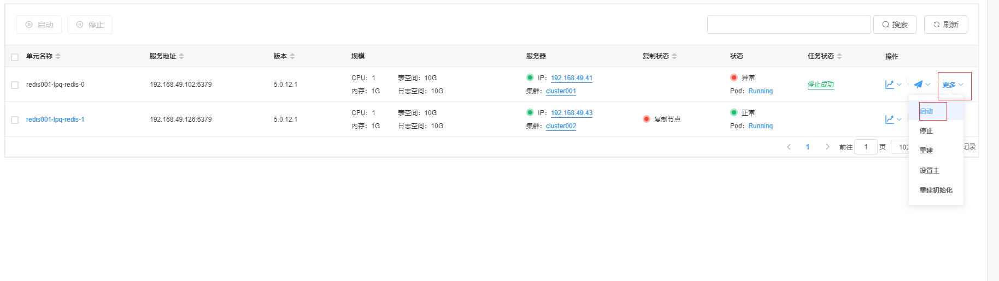 启动 停止 搜索 刷新
单元名称 服务地址 版本 规模 服务器 复制状态 状态 任务状态 操作
redis001-lpq-redis-0 192.168.49.102:6379 5.0.12.1 CPU：1 表空间：10G IP：192.168.49.41 异常 停止成功 更多
内存：1G 日志空间：10G 集群：cluster001 Pod：Running
redis001-lpq-redis-1 192.168.49.126:6379 5.0.12.1 CPU：1 表空间：10G IP：192.168.49.43 复制节点 正常
内存：1G 日志空间：10G 集群：cluster002 Pod：Running
启动
停止
重建
设置主
重建初始化
1 前往 1 页 10 记录